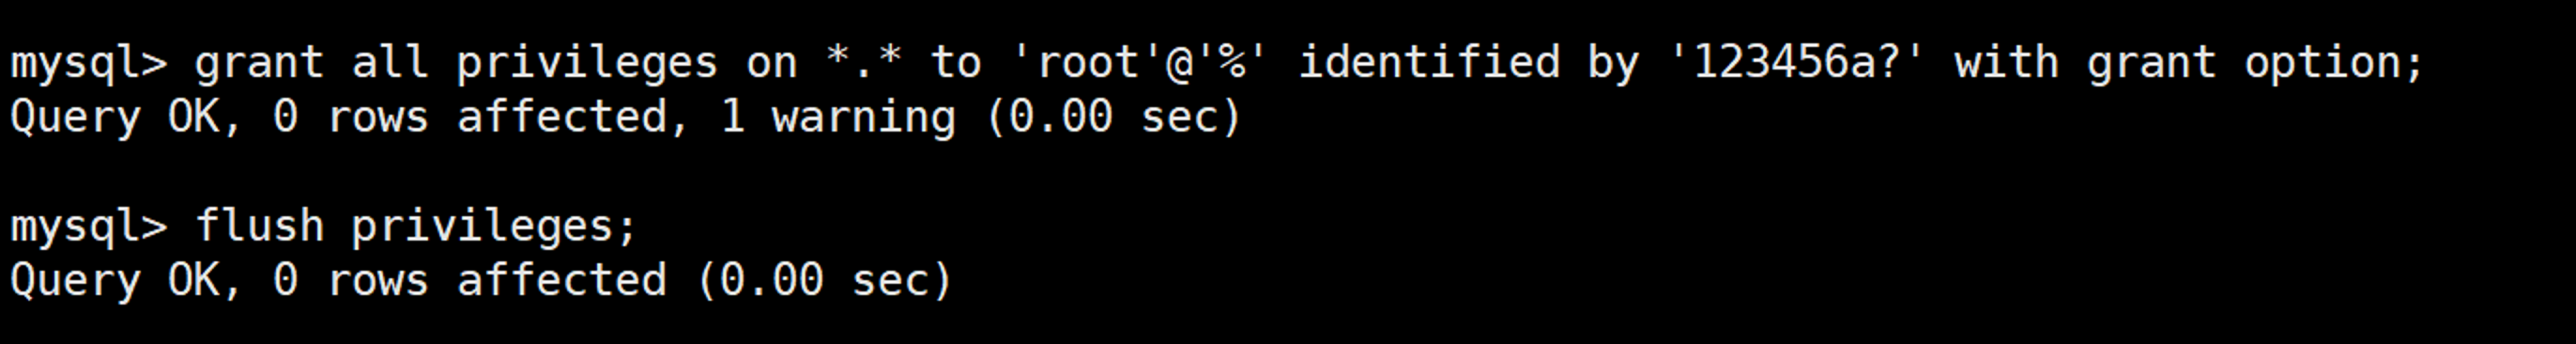 mysql> grant all privileges on *.* to 'root'@'%' identified by '123456a?' with grant option;
Query OK, 0 rows affected, 1 warning (0.00 sec)
mysql> flush privileges;
Query OK, 0 rows affected (0.00 sec)